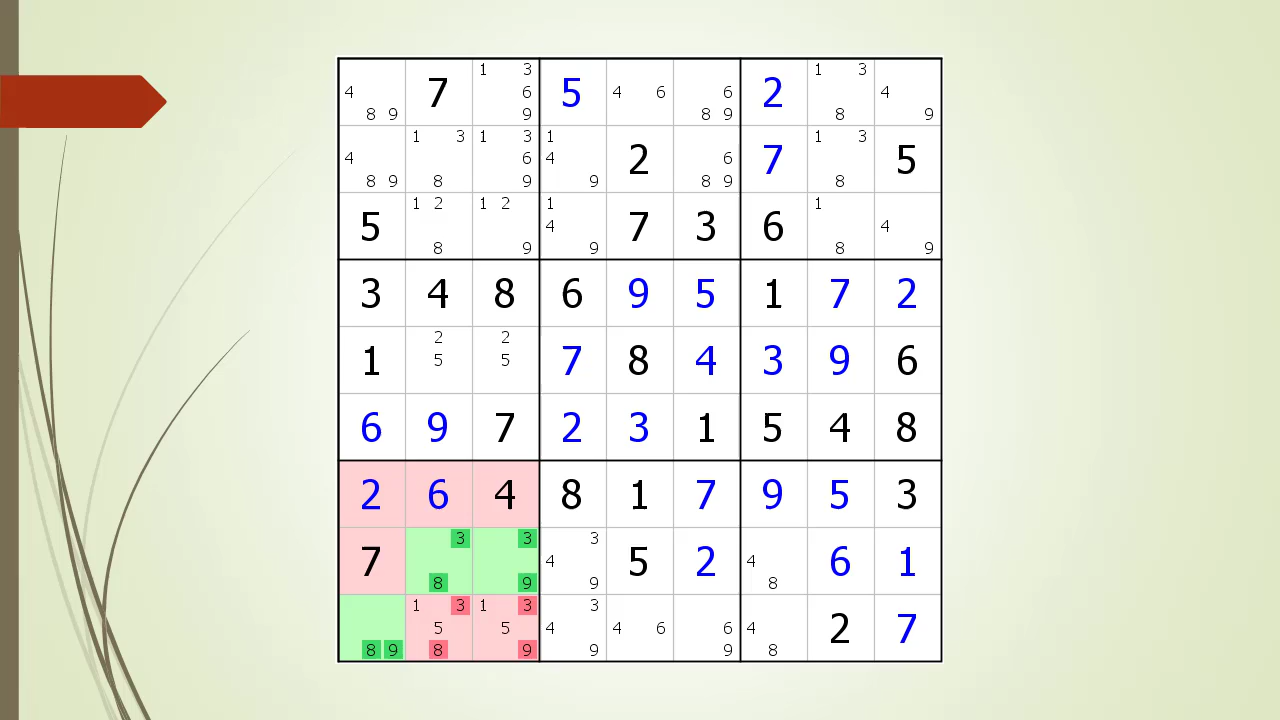 4 8 9 7 1 3 6 9 5 4 6 6 8 9 2 1 3 8 4 9
4 8 9 1 3 8 1 3 6 9 1 4 9 2 6 8 9 7 1 3 8 5
5 1 2 8 1 2 9 1 4 9 7 3 6 1 8 4 9
3 4 8 6 9 5 1 7 2
1 2 5 2 5 7 8 4 3 9 6
6 9 7 2 3 1 5 4 8
2 6 4 8 1 7 9 5 3
7 3 8 3 9 3 4 9 5 2 4 8 6 1
8 9 1 3 5 8 1 3 5 9 3 4 9 4 6 6 9 4 8 2 7